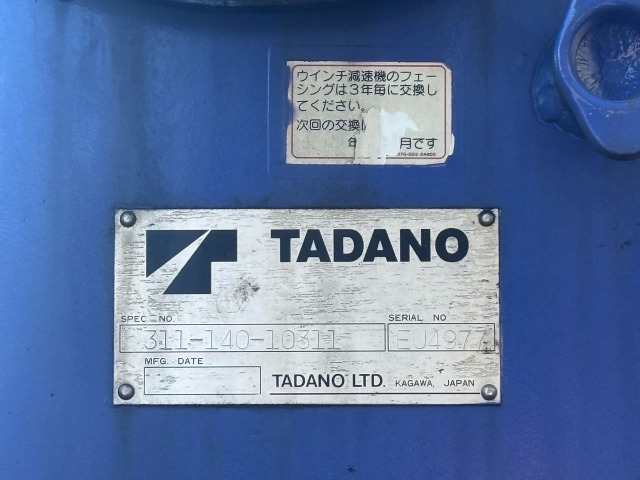 ウインチ減速機のフェー
シングは3年毎に交換し
てください。
次回の交換
年 月です
TADANO
SPEC. NO. SERIAL NO
311-140-10311 EU4977
MFG. DATE
TADANO LTD. KAGAWA, JAPAN